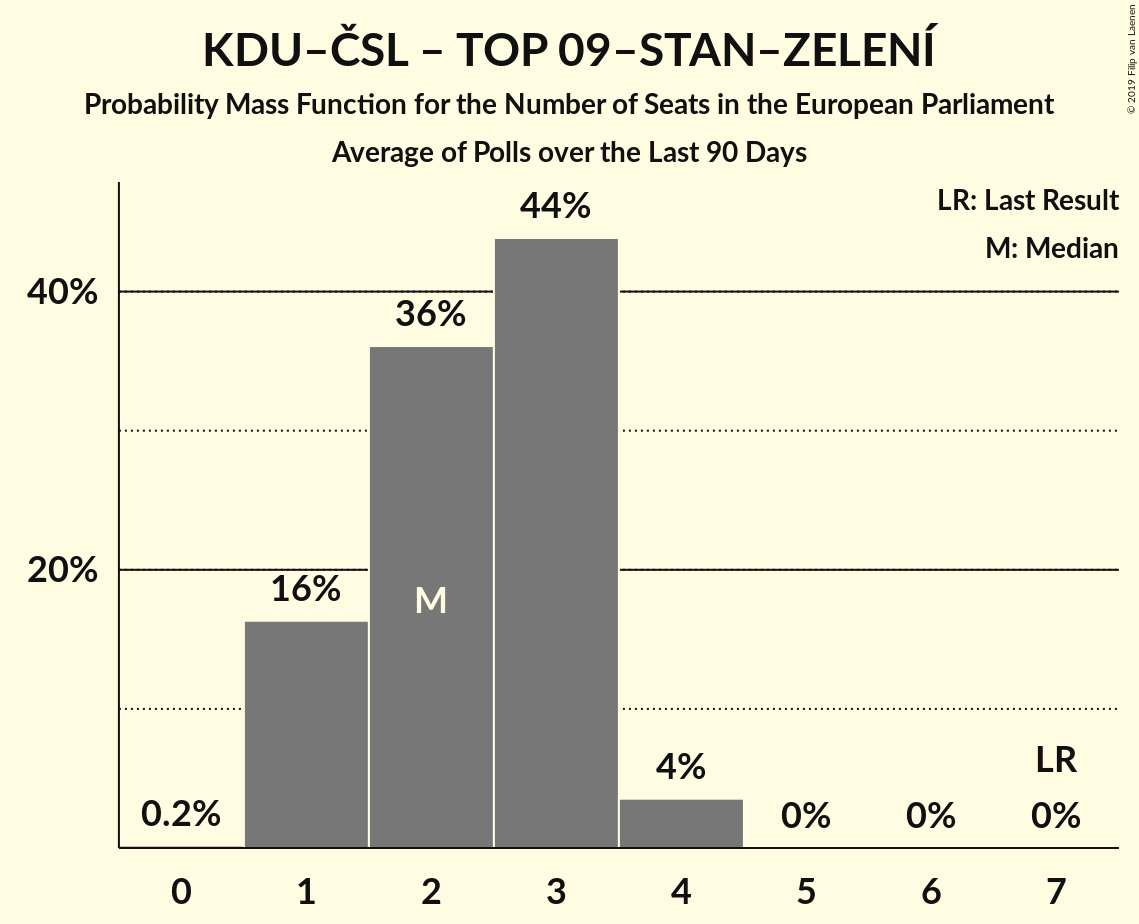 KDU–ČSL – TOP 09–STAN–ZELENÍ
Probability Mass Function for the Number of Seats in the European Parliament
Average of Polls over the Last 90 Days
© 2019 Filip van Laenen
LR: Last Result
M: Median
44%
40%
36%
20%
16%
M
4%
LR
0.2%
0%
0%
0%
0
1
2
3
4
5
6
7